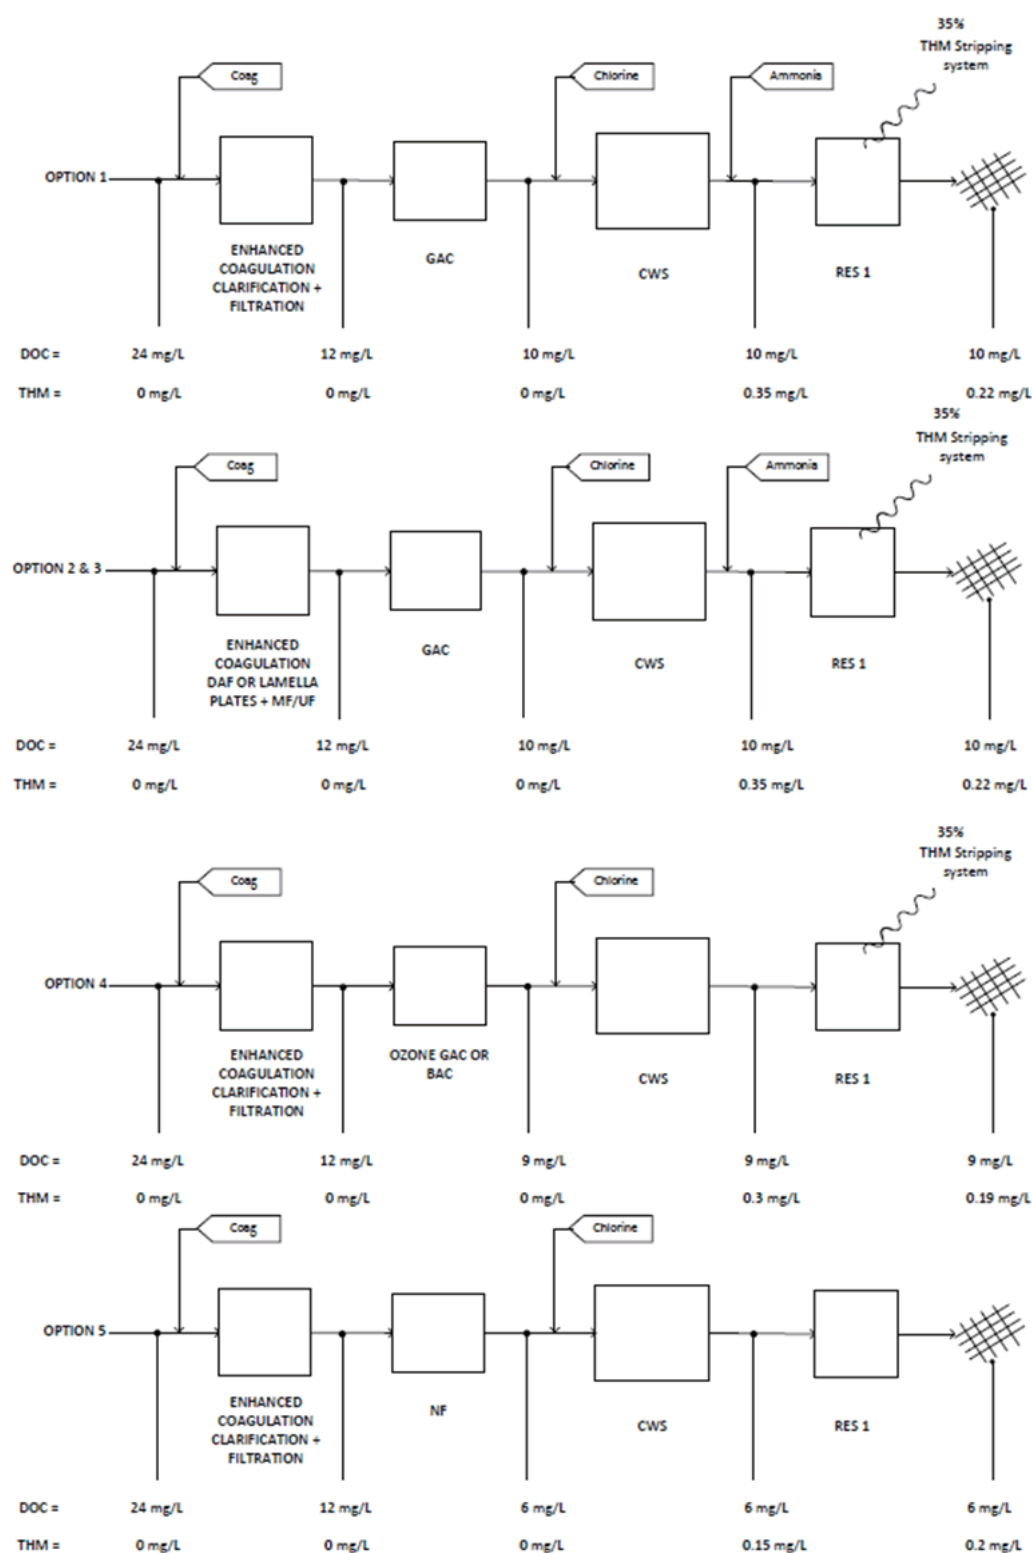 35%
THM Stripping
system
Coag
Chlorine
Ammonia
OPTION 1
ENHANCED
COAGULATION
CLARIFICATION +
FILTRATION
GAC
CWS
RES 1
DOC = 24 mg/L 12 mg/L 10 mg/L 10 mg/L 10 mg/L
THM = 0 mg/L 0 mg/L 0 mg/L 0.35 mg/L 0.22 mg/L
35%
THM Stripping
system
Coag
Chlorine
Ammonia
OPTION 2 & 3
ENHANCED
COAGULATION
DAF OR LAMELLA
PLATES + MF/UF
GAC
CWS
RES 1
DOC = 24 mg/L 12 mg/L 10 mg/L 10 mg/L 10 mg/L
THM = 0 mg/L 0 mg/L 0 mg/L 0.35 mg/L 0.22 mg/L
35%
THM Stripping
system
Coag
Chlorine
OPTION 4
ENHANCED
COAGULATION
CLARIFICATION +
FILTRATION
OZONE GAC OR
BAC
CWS
RES 1
DOC = 24 mg/L 12 mg/L 9 mg/L 9 mg/L 9 mg/L
THM = 0 mg/L 0 mg/L 0 mg/L 0.3 mg/L 0.19 mg/L
Coag
Chlorine
OPTION 5
ENHANCED
COAGULATION
CLARIFICATION +
FILTRATION
NF
CWS
RES 1
DOC = 24 mg/L 12 mg/L 6 mg/L 6 mg/L 6 mg/L
THM = 0 mg/L 0 mg/L 0 mg/L 0.15 mg/L 0.2 mg/L